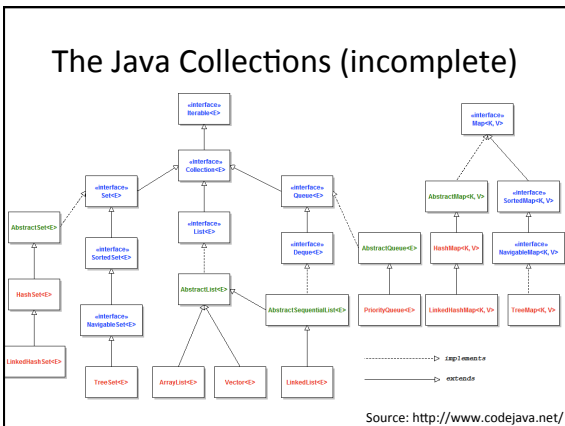 The Java Collections (incomplete)
«interface»
Iterable<E>
«interface»
Map<K, V>
«interface»
Set<E>
«interface»
Collection<E>
«interface»
Queue<E>
AbstractMap<K, V>
«interface»
SortedMap<K, V>
AbstractSet<E>
«interface»
SortedSet<E>
«interface»
List<E>
«interface»
Deque<E>
AbstractQueue<E>
HashMap<K, V>
«interface»
NavigableMap<K, V>
HashSet<E>
«interface»
NavigableSet<E>
AbstractList<E>
AbstractSequentialList<E>
PriorityQueue<E>
LinkedHashMap<K, V>
TreeMap<K, V>
LinkedHashSet<E>
TreeSet<E>
ArrayList<E>
Vector<E>
LinkedList<E>
implements
extends
Source: http://www.codejava.net/